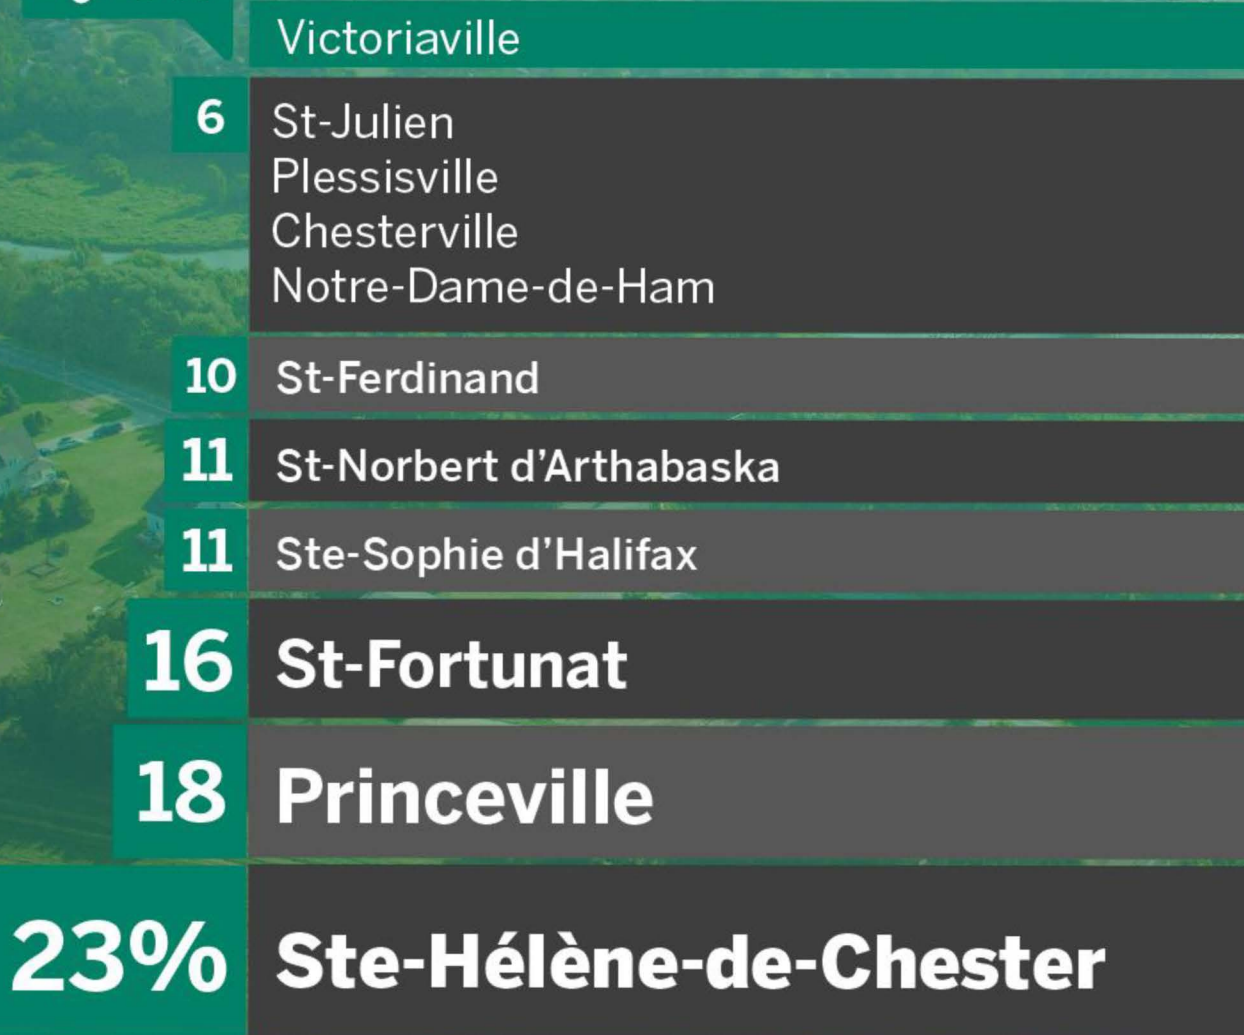 Victoriaville
6 St-Julien
Plessisville
Chesterville
Notre-Dame-de-Ham
10 St-Ferdinand
11 St-Norbert d’Arthabaska
11 Ste-Sophie d’Halifax
16 St-Fortunat
18 Princeville
23% Ste-Hélène-de-Chester